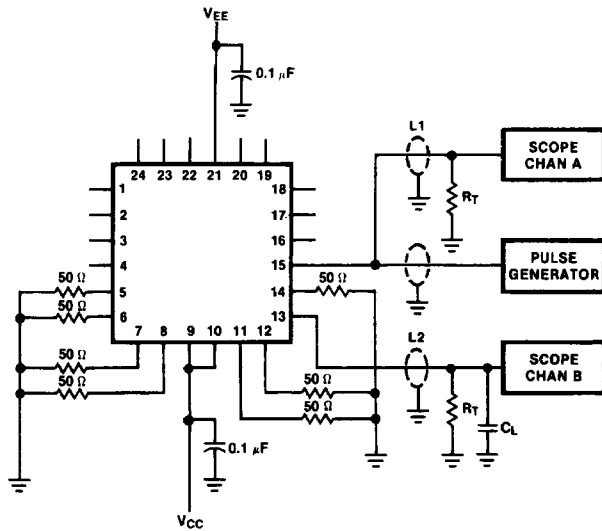 VEE
0.1 μF
24 23 22 21 20 19
L1
SCOPE
CHAN A
1
18
RT
2
17
3
16
4
15
PULSE
GENERATOR
50 Ω
5
14
50 Ω
50 Ω
6
13
7 8 9 10 11 12
L2
SCOPE
CHAN B
50 Ω
50 Ω
50 Ω
50 Ω
RT
CL
0.1 μF
VCC